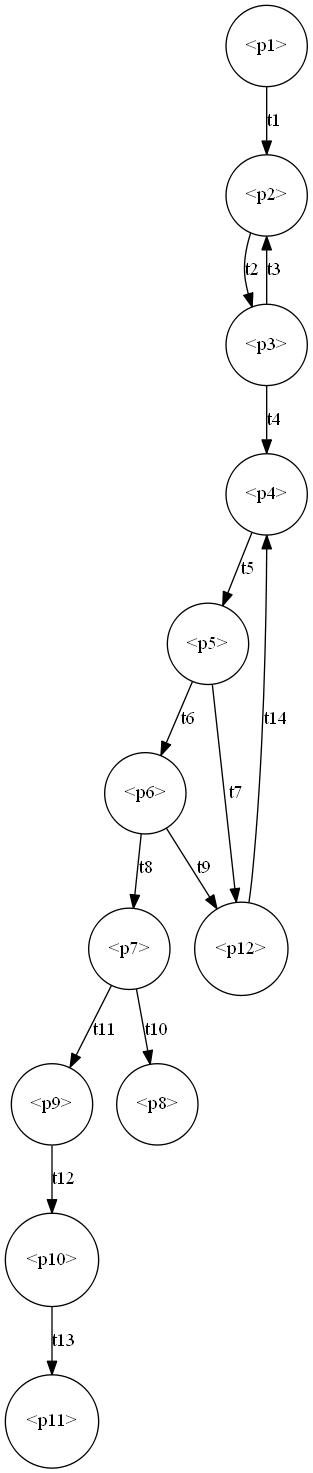 <p1>
t1
<p2>
t2
t3
<p3>
t4
<p4>
t5
<p5>
t6
t14
t7
<p6>
t8
t9
<p7>
<p12>
t11
t10
<p9>
<p8>
t12
<p10>
t13
<p11>